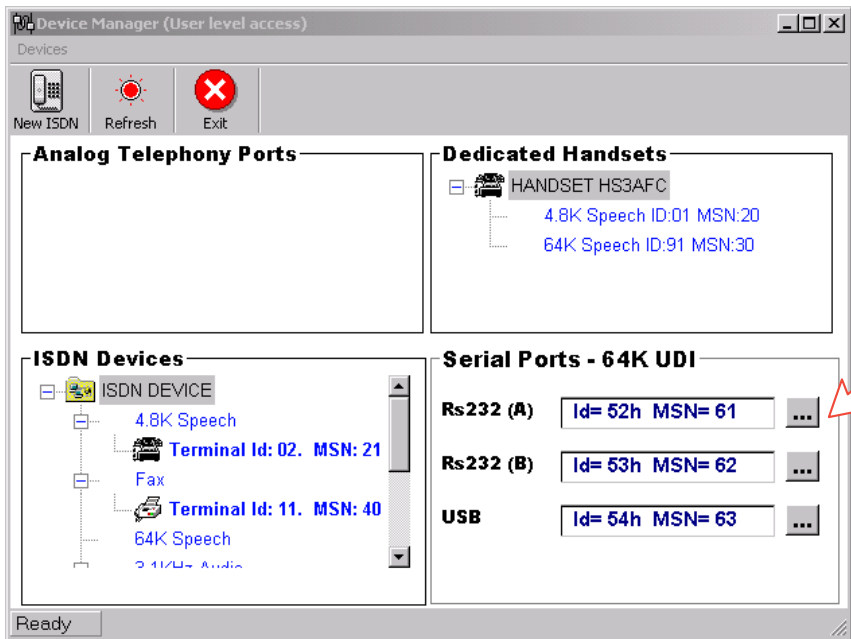 Device Manager (User level access)
Devices
New ISDN
Refresh
Exit
Analog Telephony Ports
Dedicated Handsets
HANDSET HS3AFC
4.8K Speech ID:01 MSN:20
64K Speech ID:91 MSN:30
ISDN Devices
ISDN DEVICE
4.8K Speech
Terminal Id: 02. MSN: 21
Fax
Terminal Id: 11. MSN: 40
64K Speech
3.1KHz Audio
Serial Ports - 64K UDI
Rs232 (A) Id= 52h MSN= 61 ...
Rs232 (B) Id= 53h MSN= 62 ...
USB Id= 54h MSN= 63 ...
Ready